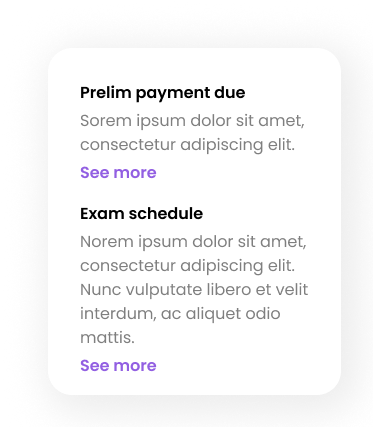 Prelim payment due
Sorem ipsum dolor sit amet,
consectetur adipiscing elit.
See more
Exam schedule
Norem ipsum dolor sit amet,
consectetur adipiscing elit.
Nunc vulputate libero et velit
interdum, ac aliquet odio
mattis.
See more